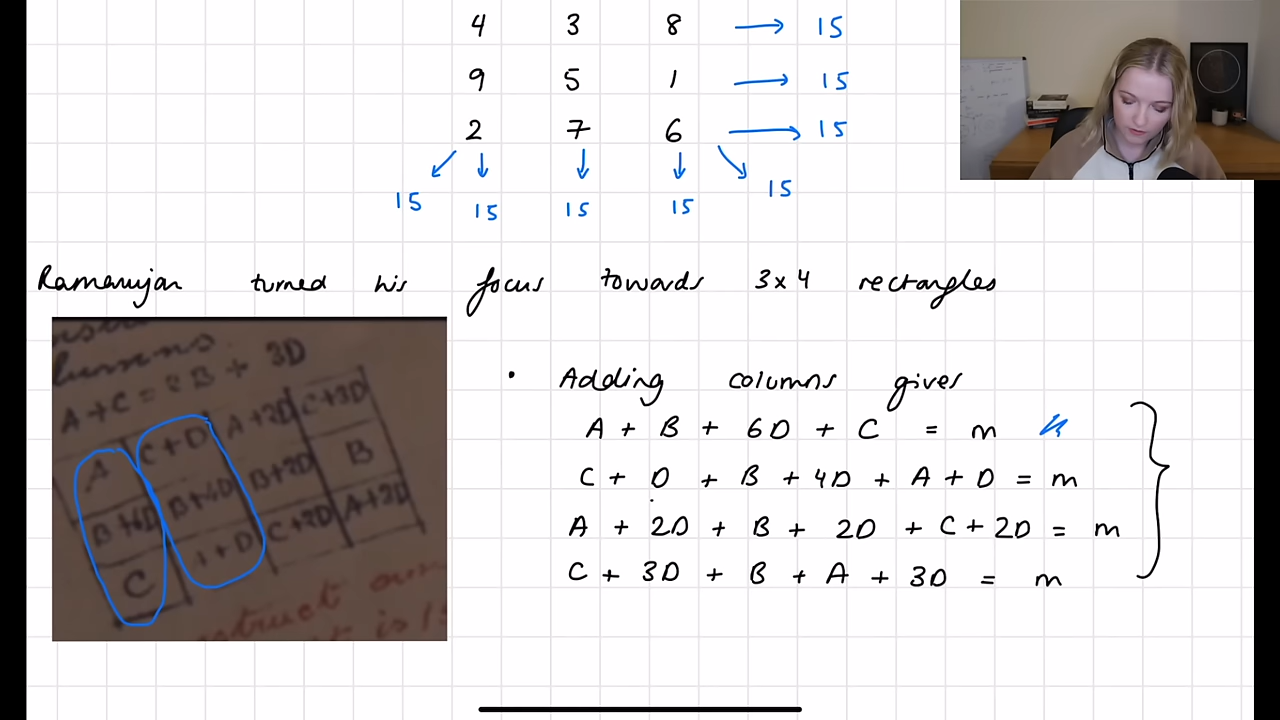 4 3 8 → 15
9 5 1 → 15
2 7 6 → 15
15 15 15 15 15
Ramanujan turned his focus towards 3 x 4 rectangles
A + C = 2B + 3D
A C + D A + 2D C + 3D
B + 6D B + 4D B + 2D B
C A + D C + 2D A + 3D
• Adding columns gives
A + B + 6D + C = m
C + D + B + 4D + A + D = m
A + 2D + B + 2D + C + 2D = m
C + 3D + B + A + 3D = m